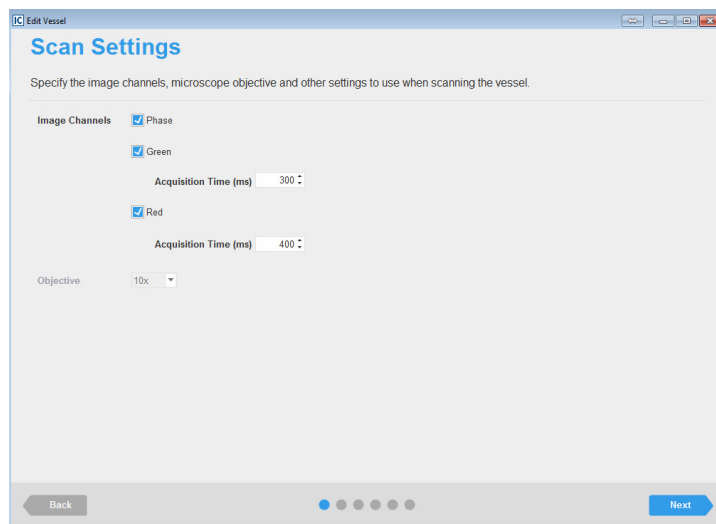 IC Edit Vessel
Scan Settings
Specify the image channels, microscope objective and other settings to use when scanning the vessel.
Image Channels Phase
Green
Acquisition Time (ms) 300
Red
Acquisition Time (ms) 400
Objective 10x
Back Next